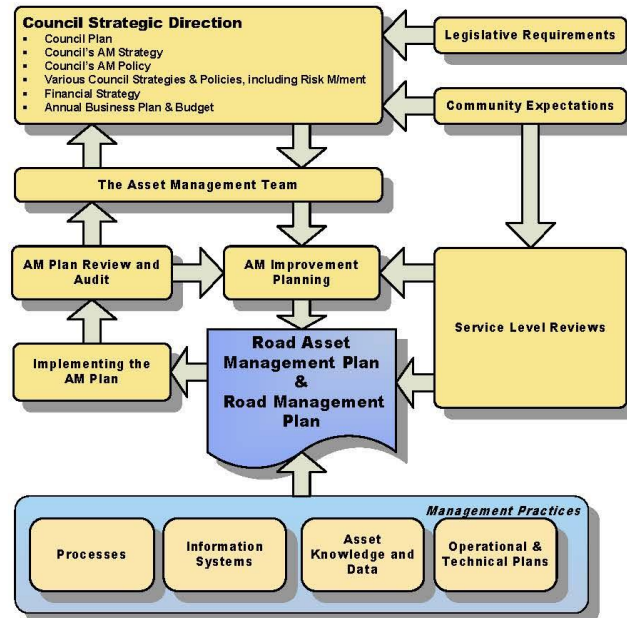 Council Strategic Direction
▪ Council Plan
▪ Council's AM Strategy
▪ Council's AM Policy
▪ Various Council Strategies & Policies, including Risk M/ment
▪ Financial Strategy
▪ Annual Business Plan & Budget
Legislative Requirements
Community Expectations
The Asset Management Team
AM Plan Review and
Audit
AM Improvement
Planning
Service Level Reviews
Implementing the
AM Plan
Road Asset
Management Plan
&
Road Management
Plan
Management Practices
Processes
Information
Systems
Asset
Knowledge and
Data
Operational &
Technical Plans